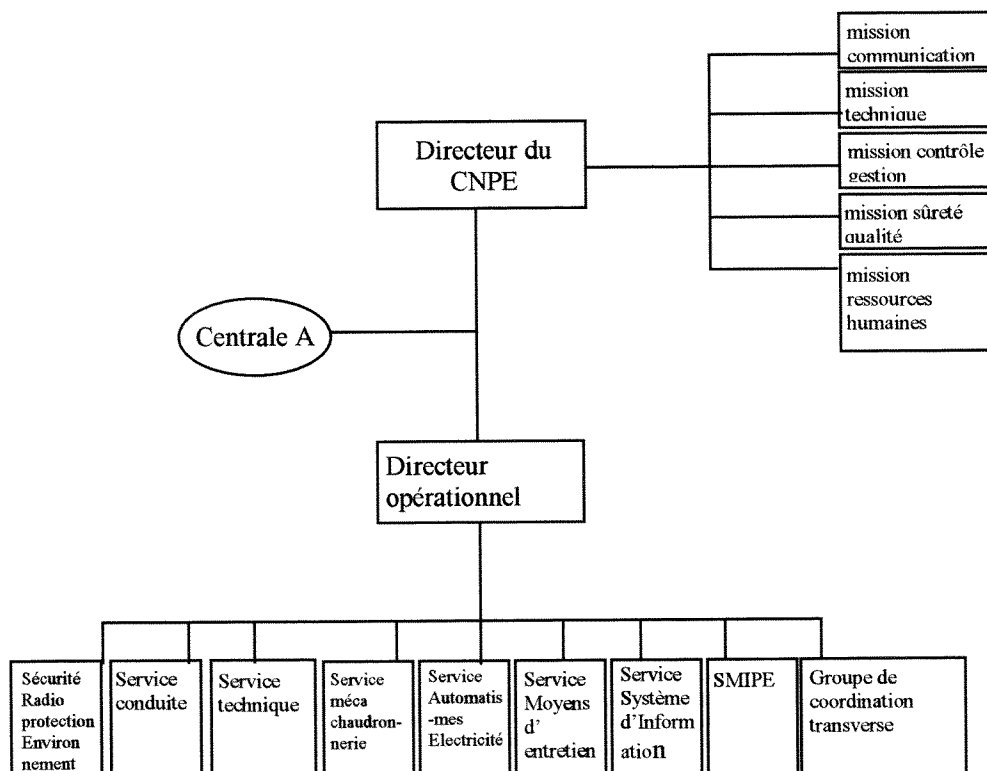 mission
communication
mission
technique
Directeur du
CNPE
mission contrôle
gestion
mission sûreté
qualité
mission
ressources
humaines
Centrale A
Directeur
opérationnel
Sécurité
Radio
protection
Environ
nement
Service
conduite
Service
technique
Service
méca
chaudron-
nerie
Service
Automatis
-mes
Electricité
Service
Moyens
d'
entretien
Service
Système
d'Inform
ation
SMIPE
Groupe de
coordination
transverse